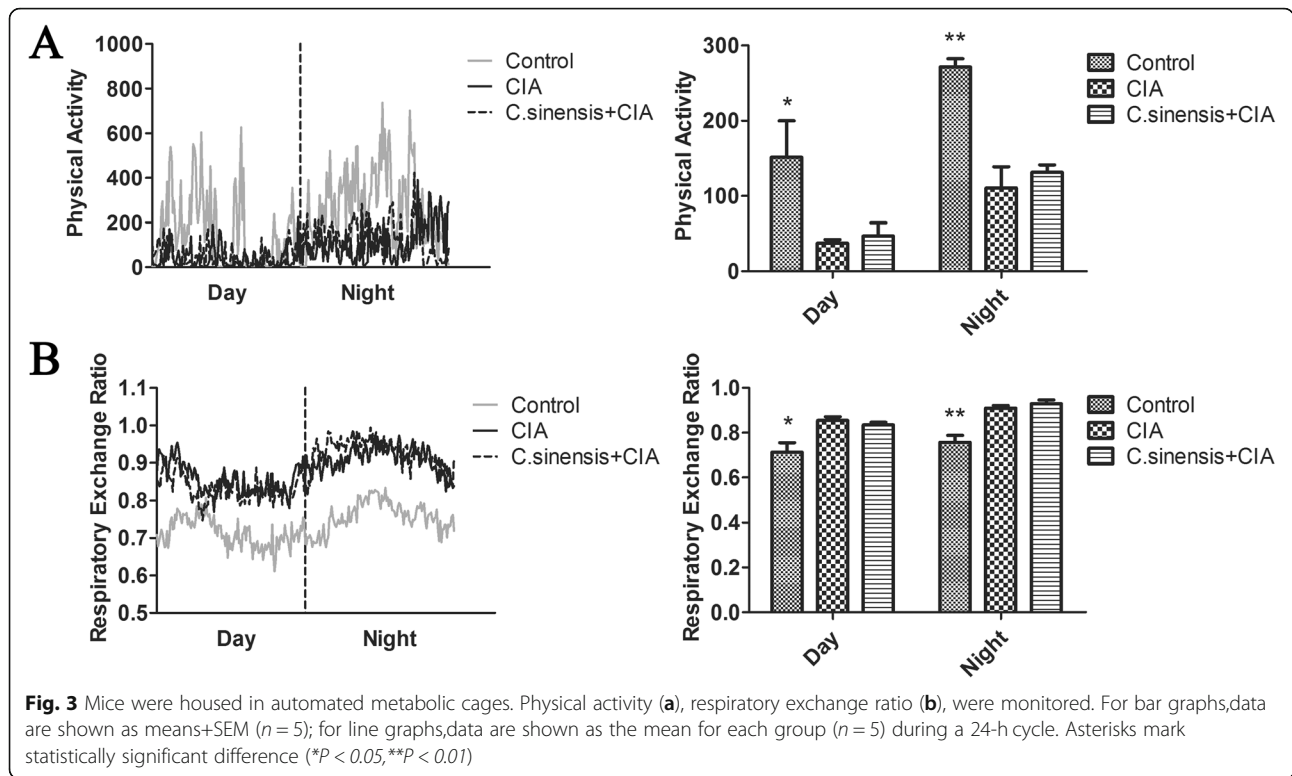 A
Physical Activity
1000
800
600
400
200
0
Day
Night
Control
CIA
C.sinensis+CIA
Physical Activity
300
200
100
0
*
**
Day
Night
Control
CIA
C.sinensis+CIA
B
Respiratory Exchange Ratio
1.1
1.0
0.9
0.8
0.7
0.6
0.5
Day
Night
Control
CIA
C.sinensis+CIA
Respiratory Exchange Ratio
1.0
0.8
0.6
0.4
0.2
0.0
*
**
Day
Night
Control
CIA
C.sinensis+CIA
Fig. 3 Mice were housed in automated metabolic cages. Physical activity (a), respiratory exchange ratio (b), were monitored. For bar graphs,data
are shown as means+SEM (n = 5); for line graphs,data are shown as the mean for each group (n = 5) during a 24-h cycle. Asterisks mark
statistically significant difference (*P < 0.05,**P < 0.01)